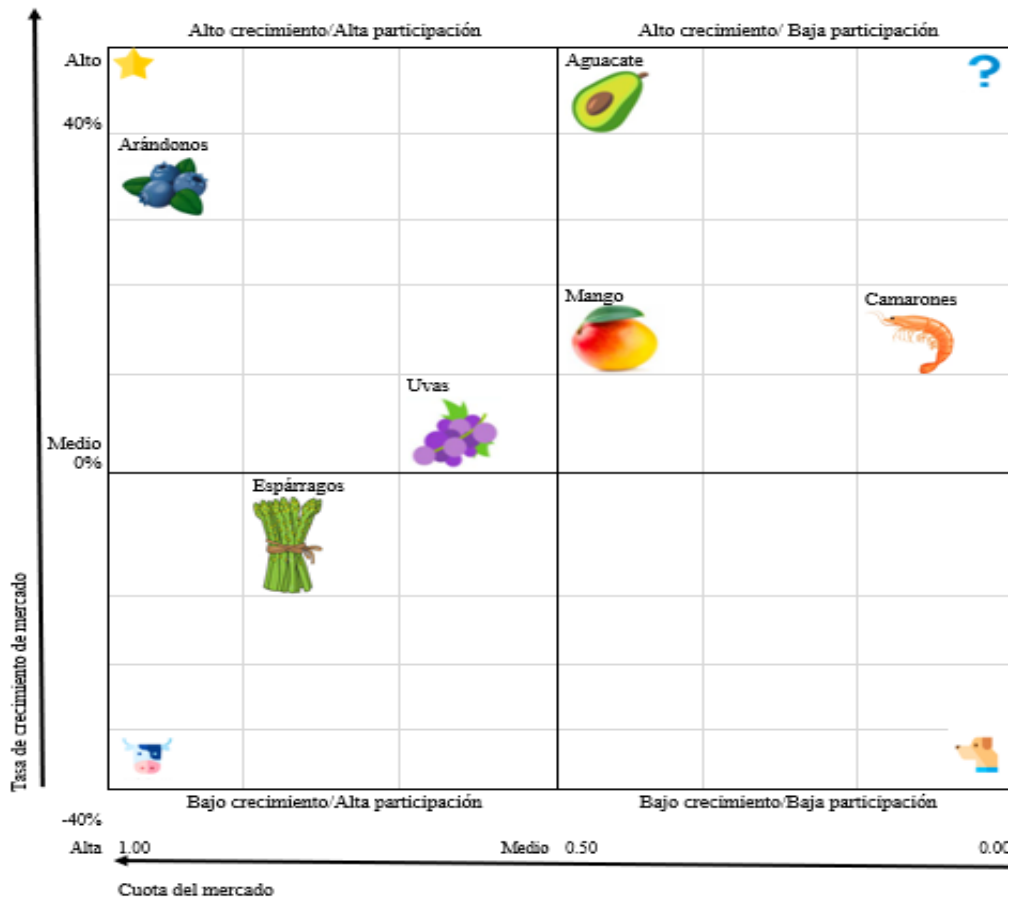 Alto crecimiento/Alta participación
Alto crecimiento/ Baja participación
Alto
Aguacate
?
40%
Arándonos
Mango
Camarones
Uvas
Medio
0%
Espárragos
Tasa de crecimiento de mercado
Bajo crecimiento/Alta participación
Bajo crecimiento/Baja participación
-40%
Alta
1.00
Medio
0.50
0.00
Cuota del mercado